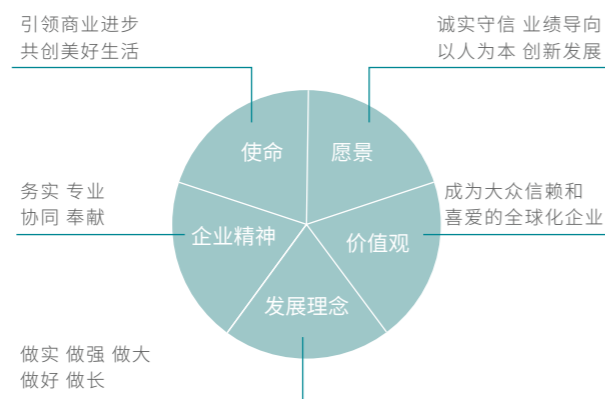 引领商业进步
共创美好生活
诚实守信 业绩导向
以人为本 创新发展
使命
愿景
务实 专业
协同 奉献
企业精神
价值观
成为大众信赖和
喜爱的全球化企业
发展理念
做实 做强 做大
做好 做长